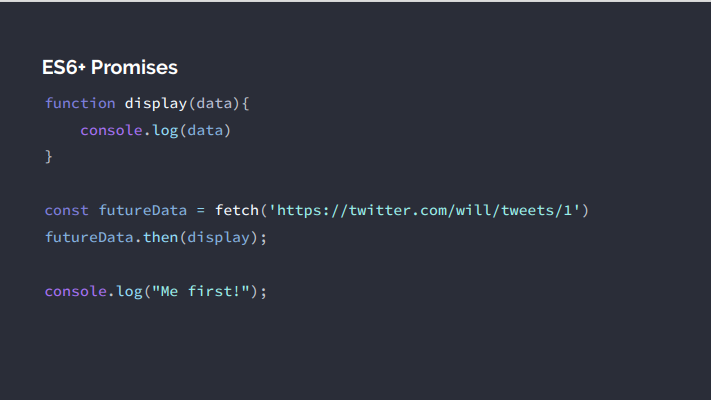 ES6+ Promises
function display(data){
    console.log(data)
}
const futureData = fetch('https://twitter.com/will/tweets/1')
futureData.then(display);
console.log("Me first!");